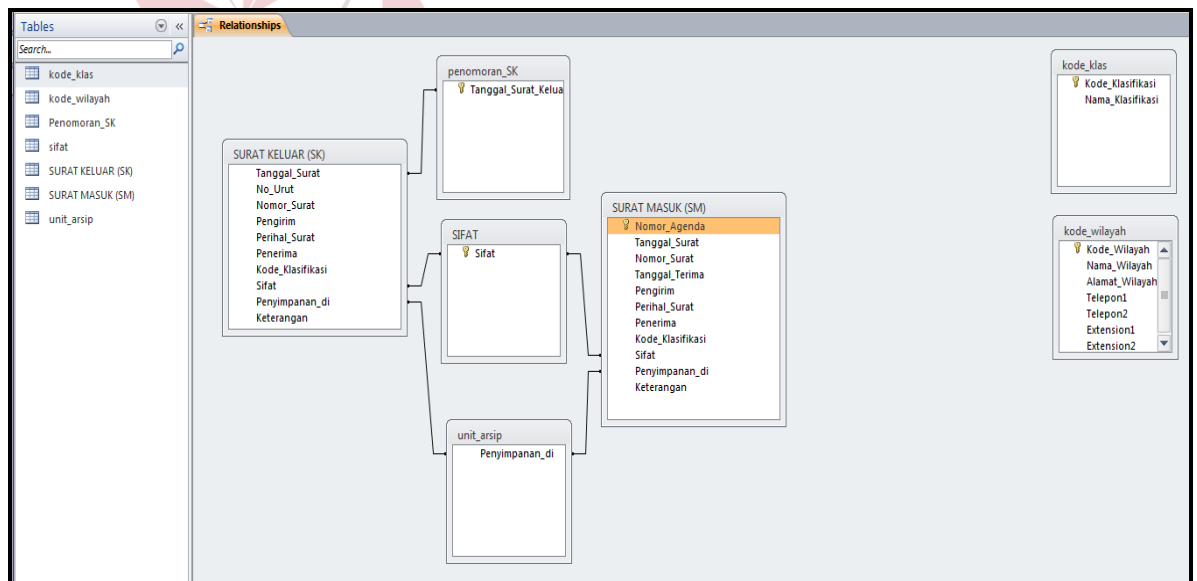 Tables
Search...
kode_klas
kode_wilayah
Penomoran_SK
sifat
SURAT KELUAR (SK)
SURAT MASUK (SM)
unit_arsip
Relationships
SURAT KELUAR (SK)
Tanggal_Surat
No_Urut
Nomor_Surat
Pengirim
Perihal_Surat
Penerima
Kode_Klasifikasi
Sifat
Penyimpanan_di
Keterangan
penomoran_SK
Tanggal_Surat_Kelua
SIFAT
Sifat
unit_arsip
Penyimpanan_di
SURAT MASUK (SM)
Nomor_Agenda
Tanggal_Surat
Nomor_Surat
Tanggal_Terima
Pengirim
Perihal_Surat
Penerima
Kode_Klasifikasi
Sifat
Penyimpanan_di
Keterangan
kode_klas
Kode_Klasifikasi
Nama_Klasifikasi
kode_wilayah
Kode_Wilayah
Nama_Wilayah
Alamat_Wilayah
Telepon1
Telepon2
Extension1
Extension2